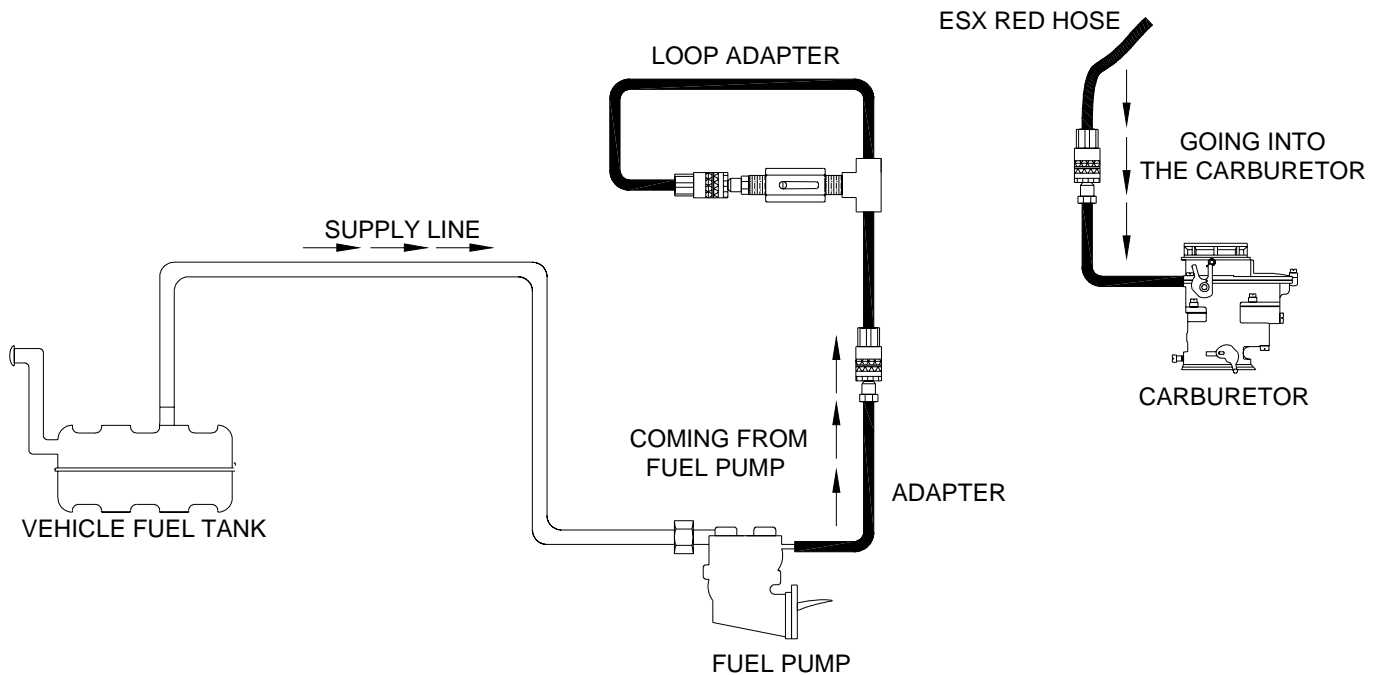 ESX RED HOSE
LOOP ADAPTER
GOING INTO
THE CARBURETOR
SUPPLY LINE
CARBURETOR
COMING FROM
FUEL PUMP
ADAPTER
VEHICLE FUEL TANK
FUEL PUMP